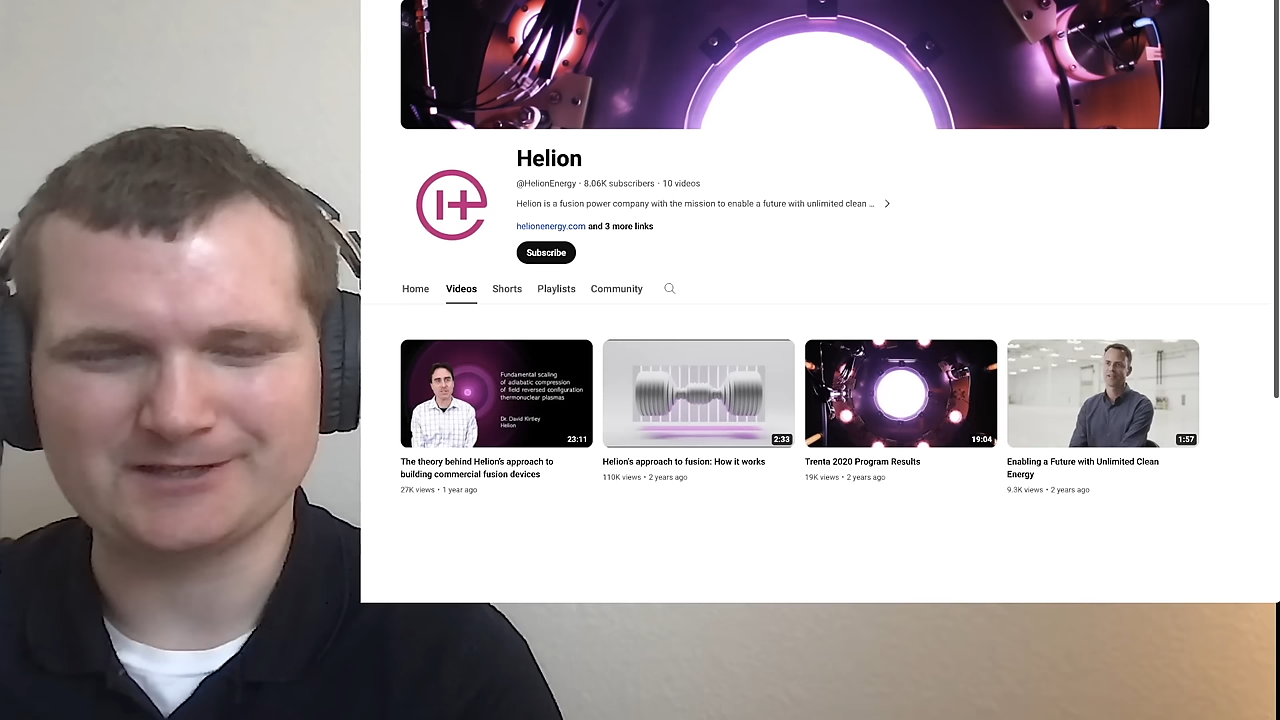 Helion
@HelionEnergy · 8.06K subscribers · 10 videos
Helion is a fusion power company with the mission to enable a future with unlimited clean ...
helionenergy.com and 3 more links
Subscribe
Home Videos Shorts Playlists Community
Fundamental scaling
of adiabatic compression
of field reversed configuration
thermonuclear plasmas
Dr. David Kirtley
Helion
23:11
2:33
19:04
1:57
The theory behind Helion's approach to
building commercial fusion devices
27K views • 1 year ago
Helion's approach to fusion: How it works
110K views • 2 years ago
Trenta 2020 Program Results
19K views • 2 years ago
Enabling a Future with Unlimited Clean
Energy
9.3K views • 2 years ago